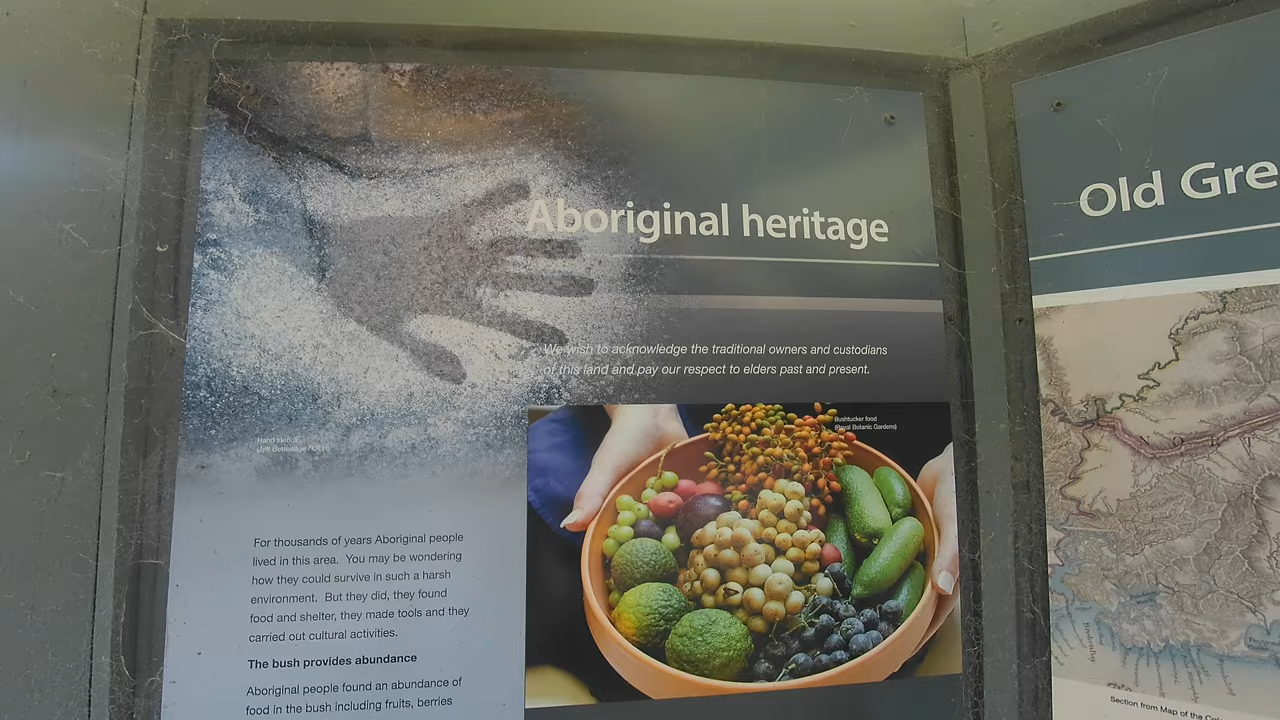 Aboriginal heritage
We wish to acknowledge the traditional owners and custodians
of this land and pay our respect to elders past and present.
Bushtucker food
(Royal Botanic Gardens)
Hand stencil
For thousands of years Aboriginal people
lived in this area. You may be wondering
how they could survive in such a harsh
environment. But they did, they found
food and shelter, they made tools and they
carried out cultural activities.
The bush provides abundance
Aboriginal people found an abundance of
food in the bush including fruits, berries
Old Gre
Section from Map of the Col